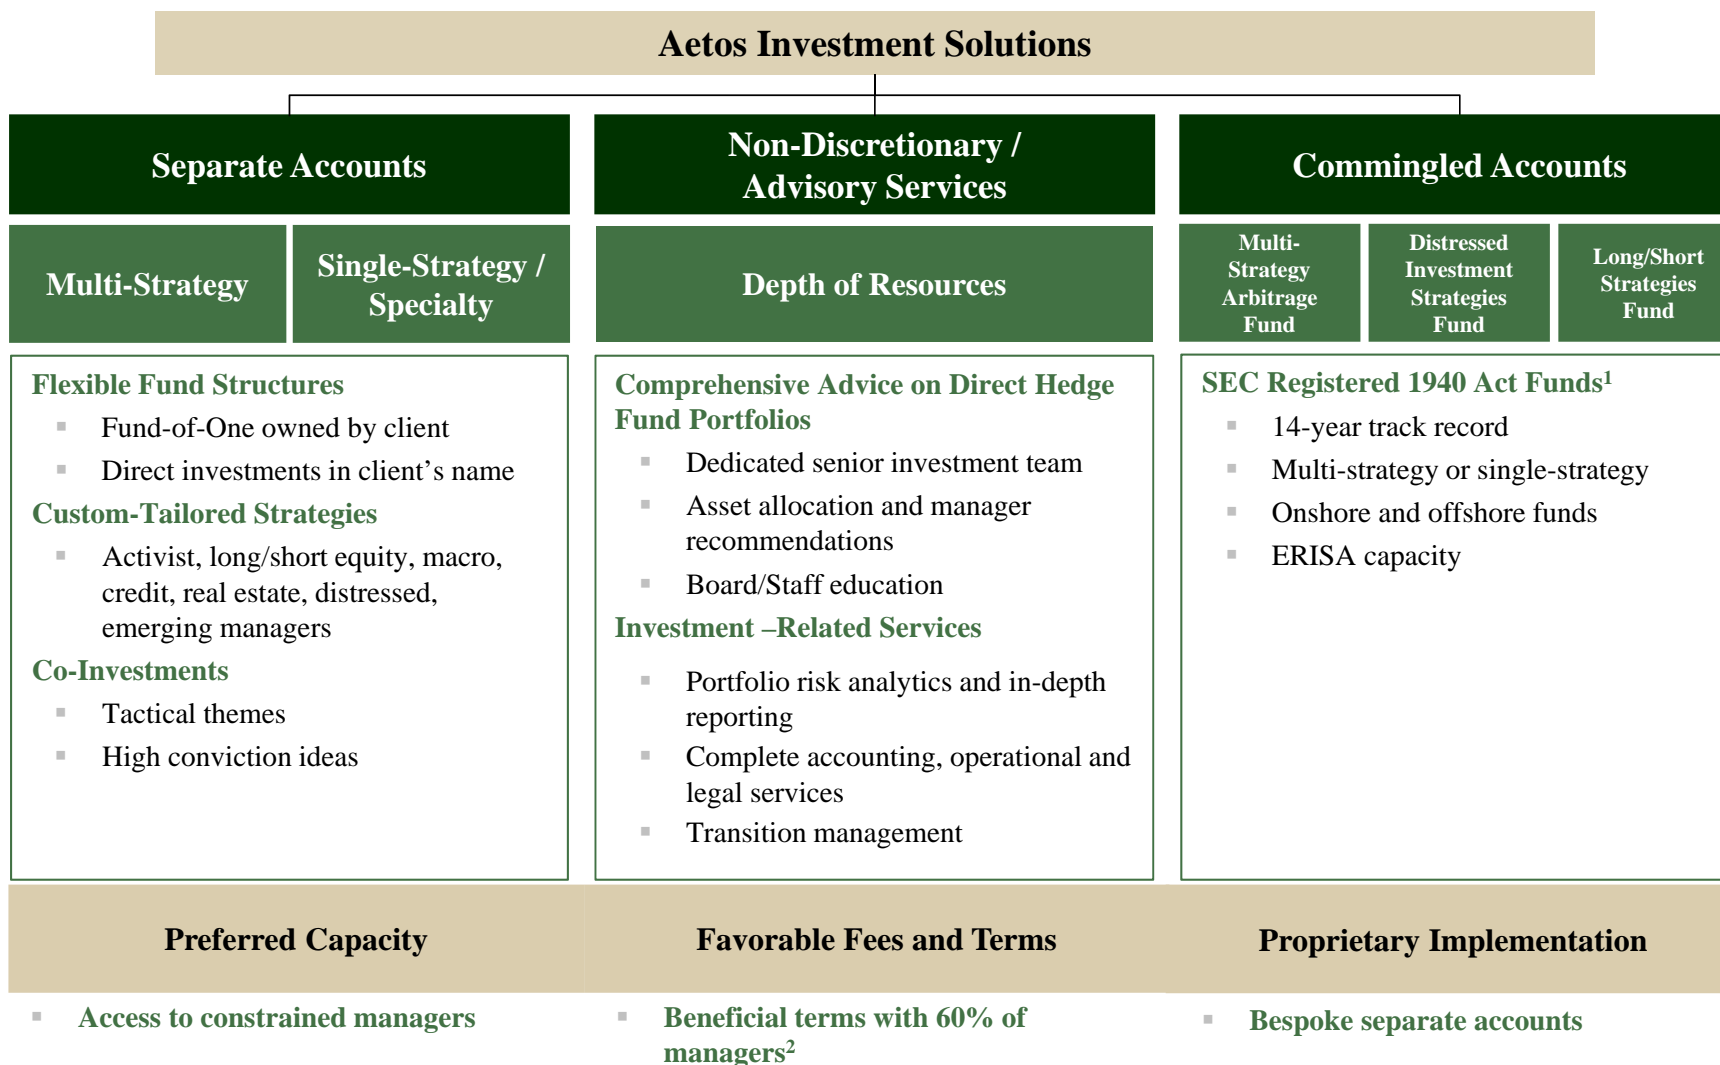 Aetos Investment Solutions
Separate Accounts
Multi-Strategy
Single-Strategy /
Specialty
Flexible Fund Structures
Fund-of-One owned by client
Direct investments in client’s name
Custom-Tailored Strategies
Activist, long/short equity, macro,
credit, real estate, distressed,
emerging managers
Co-Investments
Tactical themes
High conviction ideas
Non-Discretionary /
Advisory Services
Depth of Resources
Comprehensive Advice on Direct Hedge
Fund Portfolios
Dedicated senior investment team
Asset allocation and manager
recommendations
Board/Staff education
Investment –Related Services
Portfolio risk analytics and in-depth
reporting
Complete accounting, operational and
legal services
Transition management
Commingled Accounts
Multi-
Strategy
Arbitrage
Fund
Distressed
Investment
Strategies
Fund
Long/Short
Strategies
Fund
SEC Registered 1940 Act Funds¹
14-year track record
Multi-strategy or single-strategy
Onshore and offshore funds
ERISA capacity
Preferred Capacity
Access to constrained managers
Favorable Fees and Terms
Beneficial terms with 60% of
managers²
Proprietary Implementation
Bespoke separate accounts